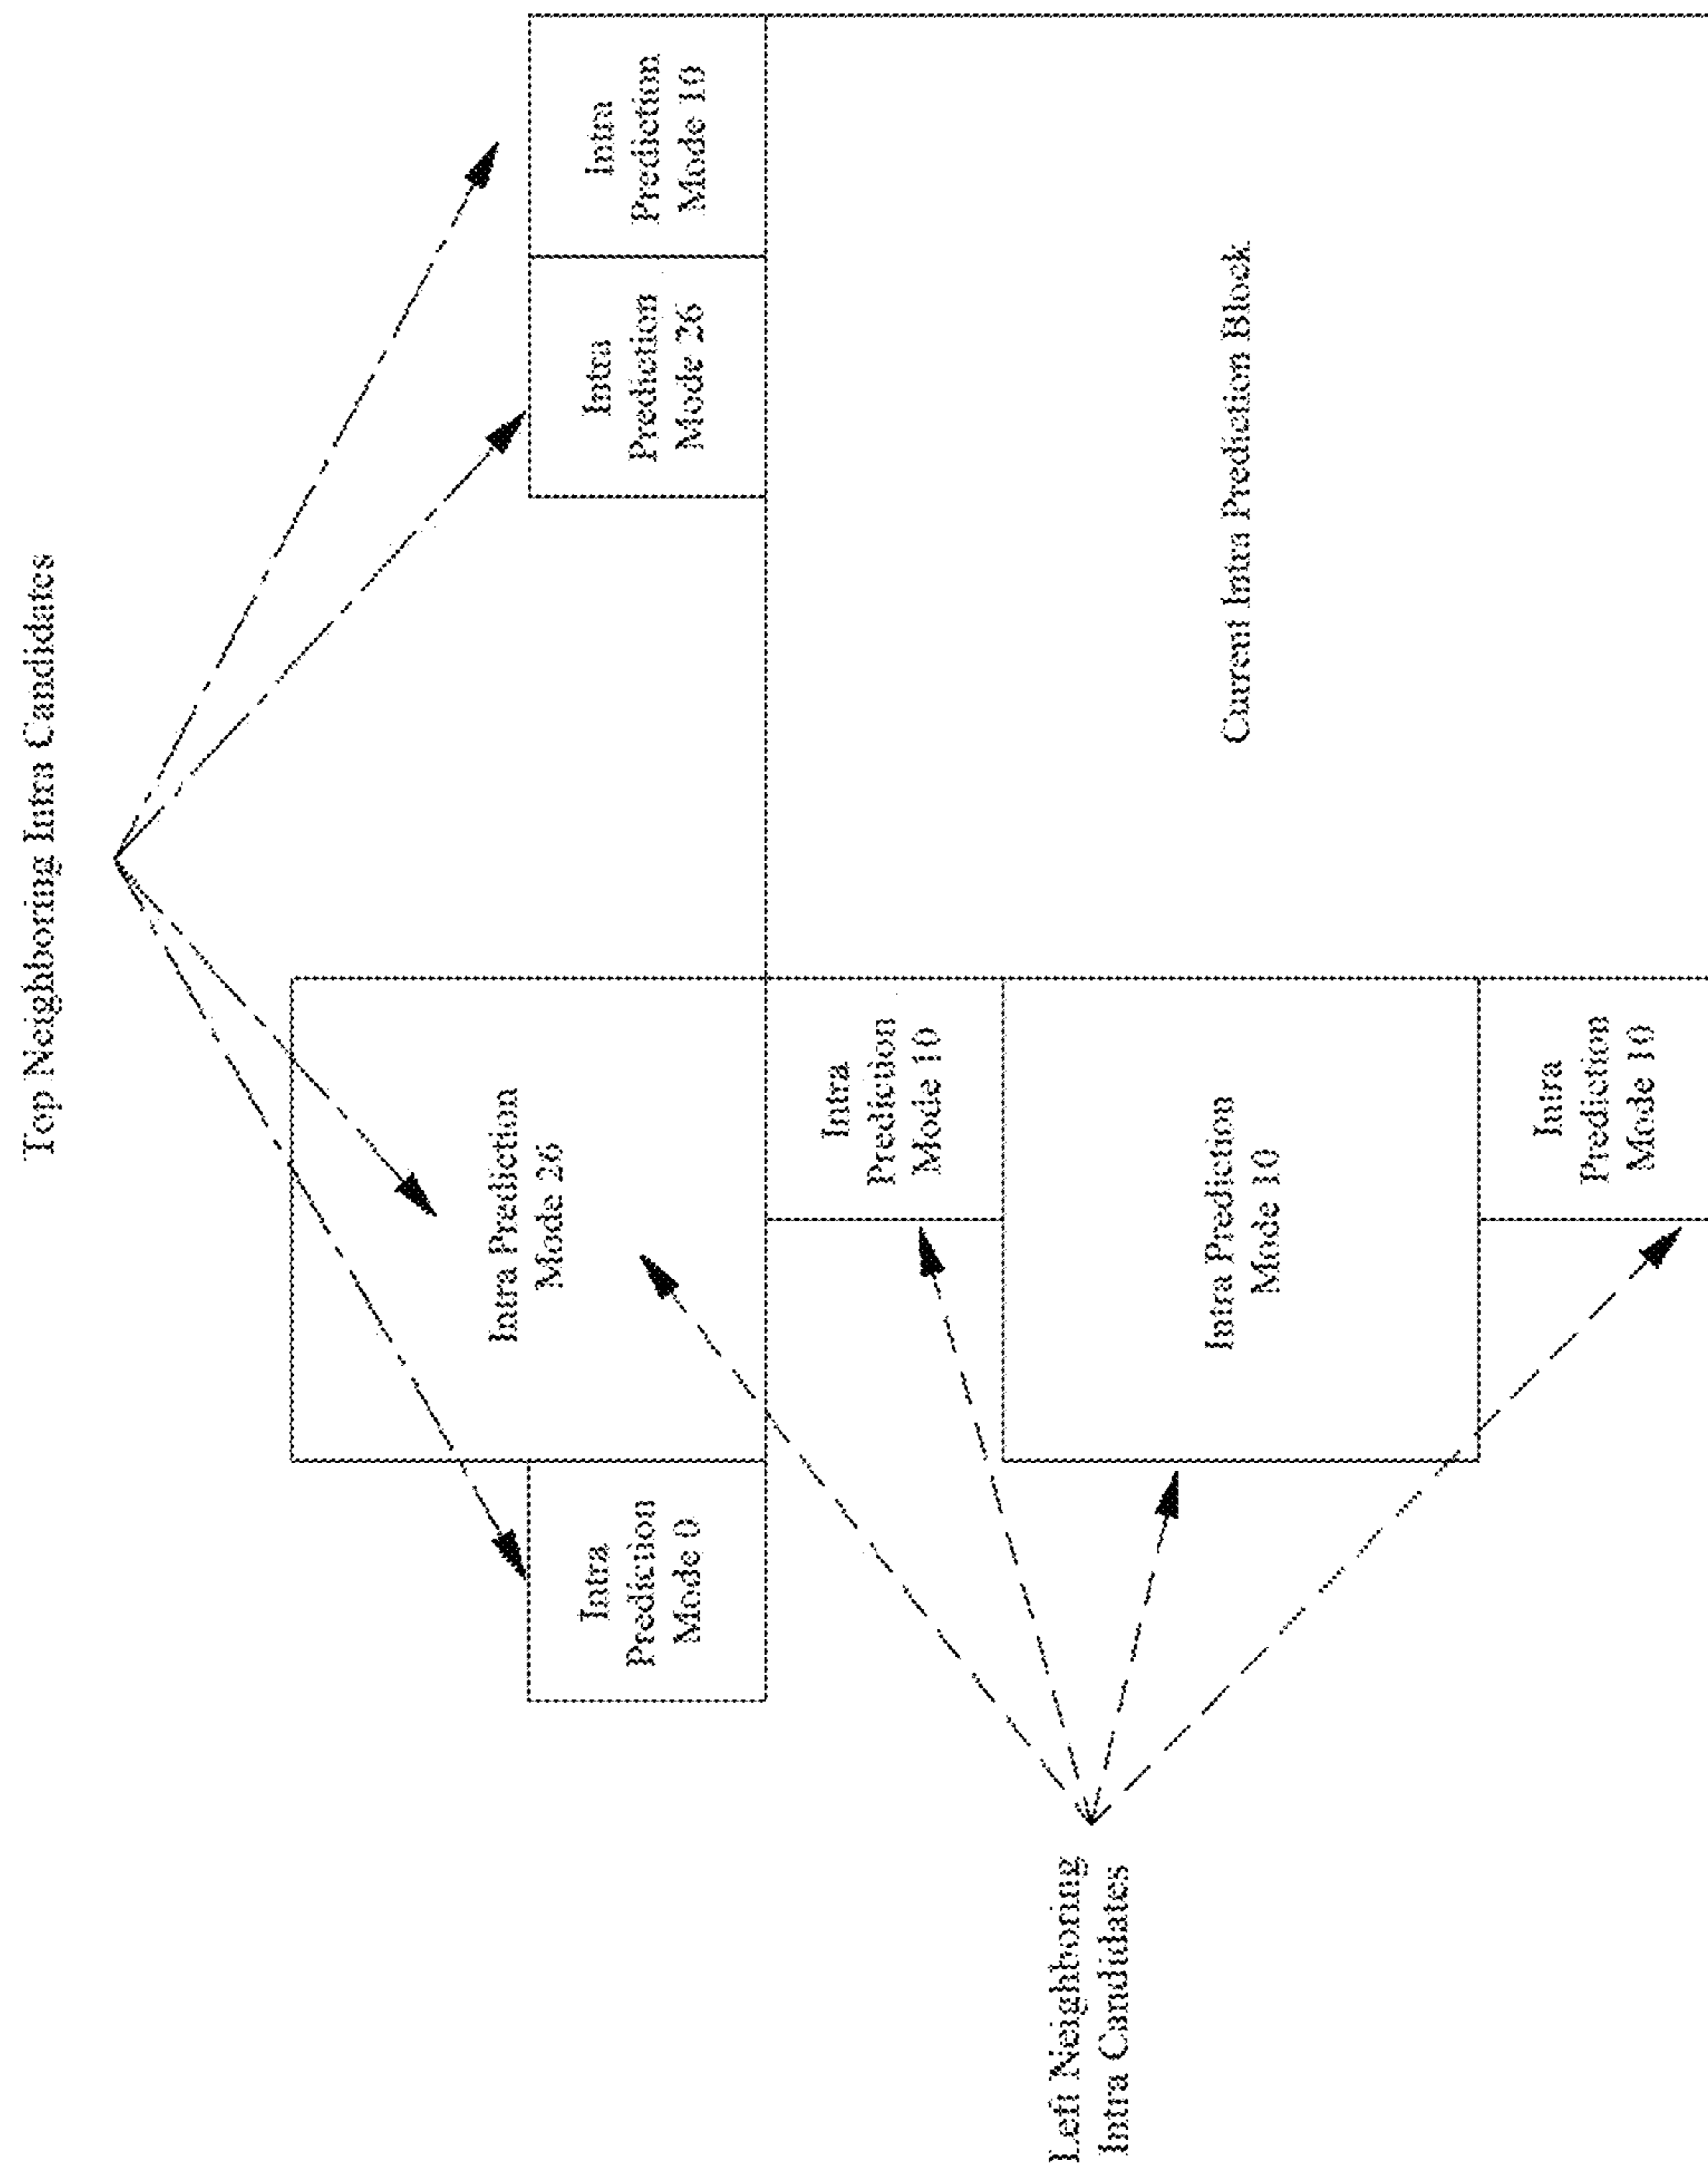 Top Neighboring Intra Candidates
Intra
Prediction
Mode 0
Intra Prediction
Mode 26
Intra
Prediction
Mode 26
Intra
Prediction
Mode 10
Left Neighboring
Intra Candidates
Intra
Prediction
Mode 10
Intra Prediction
Mode 10
Current Intra Prediction Block
Intra
Prediction
Mode 10